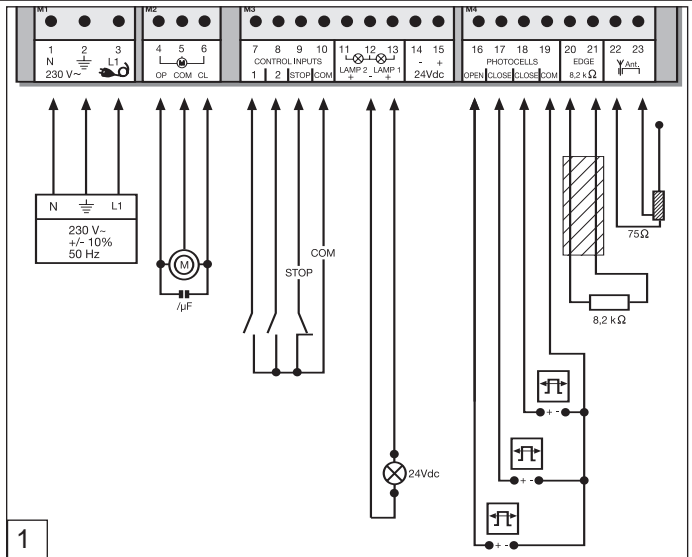 M1 M2 M3 M4
1 2 3 4 5 6 7 8 9 10 11 12 13 14 15 16 17 18 19 20 21 22 23
N L1 M CONTROL INPUTS LAMP 2 LAMP 1 - + PHOTOCELLS EDGE Ant.
230 V~ OP COM CL 1 2 STOP COM + - + 24Vdc OPEN CLOSE CLOSE COM 8,2 kΩ
N L1
230 V~
+/- 10%
50 Hz
M
/µF
COM
STOP
24Vdc
75Ω
8,2 kΩ
+ -
+ -
+ -
1